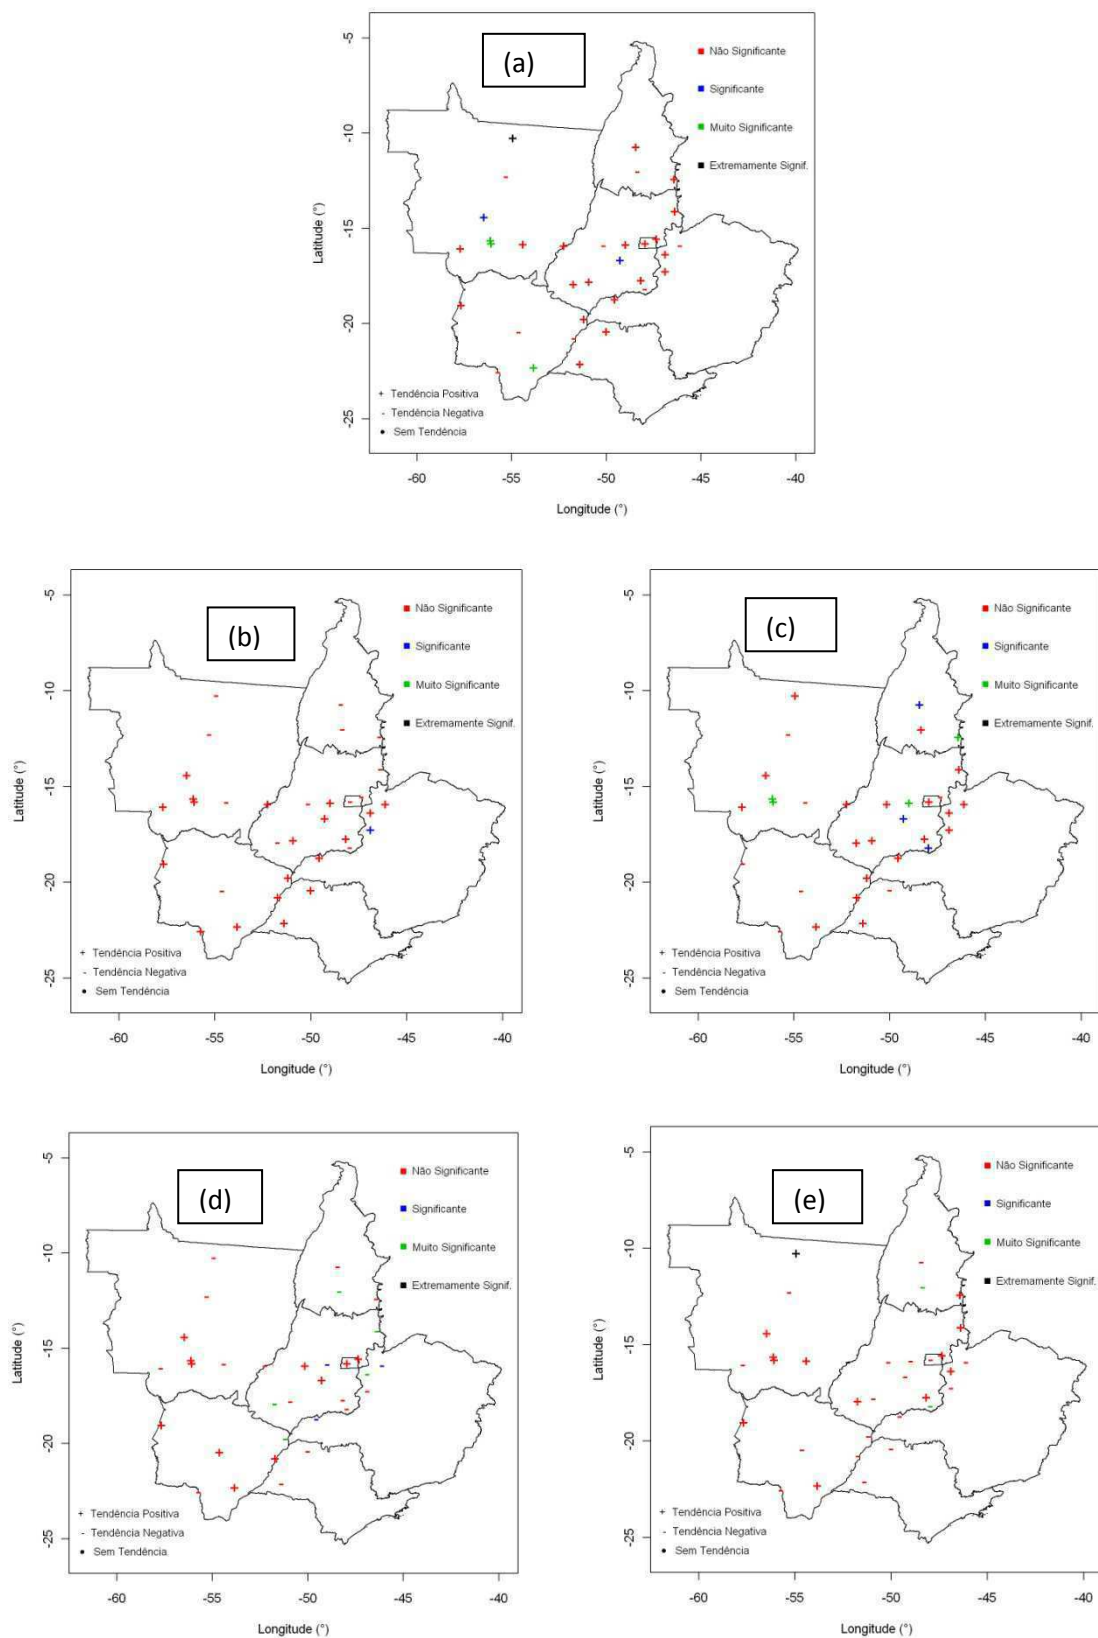 (a)
Não Significante
Significante
Muito Significante
Extremamente Signif.
-5
-10
-15
-20
-25
Latitude (°)
+ Tendência Positiva
- Tendência Negativa
• Sem Tendência
-60 -55 -50 -45 -40
Longitude (°)
(b)
Não Significante
Significante
Muito Significante
Extremamente Signif.
-5
-10
-15
-20
-25
Latitude (°)
+ Tendência Positiva
- Tendência Negativa
• Sem Tendência
-60 -55 -50 -45 -40
Longitude (°)
(c)
Não Significante
Significante
Muito Significante
Extremamente Signif.
-5
-10
-15
-20
-25
Latitude (°)
+ Tendência Positiva
- Tendência Negativa
• Sem Tendência
-60 -55 -50 -45 -40
Longitude (°)
(d)
Não Significante
Significante
Muito Significante
Extremamente Signif.
-5
-10
-15
-20
-25
Latitude (°)
+ Tendência Positiva
- Tendência Negativa
• Sem Tendência.
-60 -55 -50 -45 -40
Longitude (°)
(e)
Não Significante
Significante
Muito Significante
Extremamente Signif.
-5
-10
-15
-20
-25
Latitude (°)
+ Tendência Positiva
- Tendência Negativa
• Sem Tendência
-60 -55 -50 -45 -40
Longitude (°)